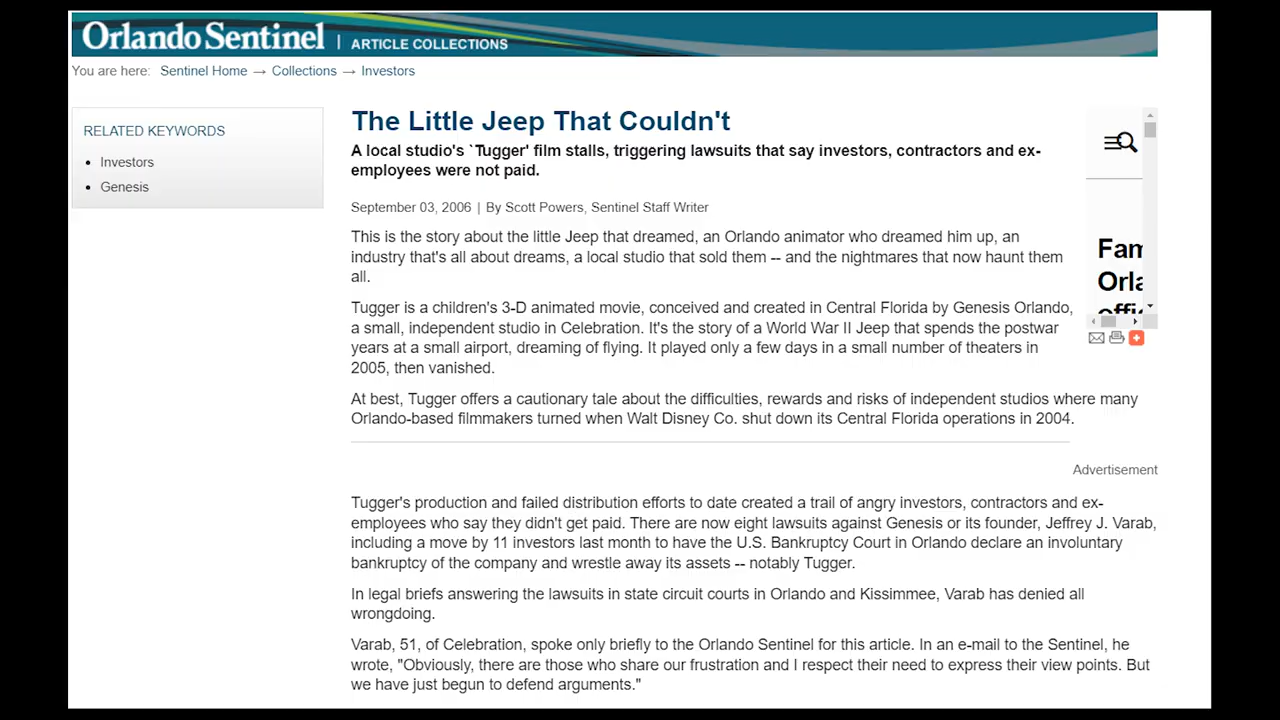 Orlando Sentinel | ARTICLE COLLECTIONS
You are here: Sentinel Home → Collections → Investors
RELATED KEYWORDS
• Investors
• Genesis
The Little Jeep That Couldn't
A local studio's `Tugger' film stalls, triggering lawsuits that say investors, contractors and ex-
employees were not paid.
September 03, 2006 | By Scott Powers, Sentinel Staff Writer
This is the story about the little Jeep that dreamed, an Orlando animator who dreamed him up, an
industry that's all about dreams, a local studio that sold them -- and the nightmares that now haunt them
all.
Tugger is a children's 3-D animated movie, conceived and created in Central Florida by Genesis Orlando,
a small, independent studio in Celebration. It's the story of a World War II Jeep that spends the postwar
years at a small airport, dreaming of flying. It played only a few days in a small number of theaters in
2005, then vanished.
At best, Tugger offers a cautionary tale about the difficulties, rewards and risks of independent studios where many
Orlando-based filmmakers turned when Walt Disney Co. shut down its Central Florida operations in 2004.
Advertisement
Tugger's production and failed distribution efforts to date created a trail of angry investors, contractors and ex-
employees who say they didn't get paid. There are now eight lawsuits against Genesis or its founder, Jeffrey J. Varab,
including a move by 11 investors last month to have the U.S. Bankruptcy Court in Orlando declare an involuntary
bankruptcy of the company and wrestle away its assets -- notably Tugger.
In legal briefs answering the lawsuits in state circuit courts in Orlando and Kissimmee, Varab has denied all
wrongdoing.
Varab, 51, of Celebration, spoke only briefly to the Orlando Sentinel for this article. In an e-mail to the Sentinel, he
wrote, "Obviously, there are those who share our frustration and I respect their need to express their view points. But
we have just begun to defend arguments."